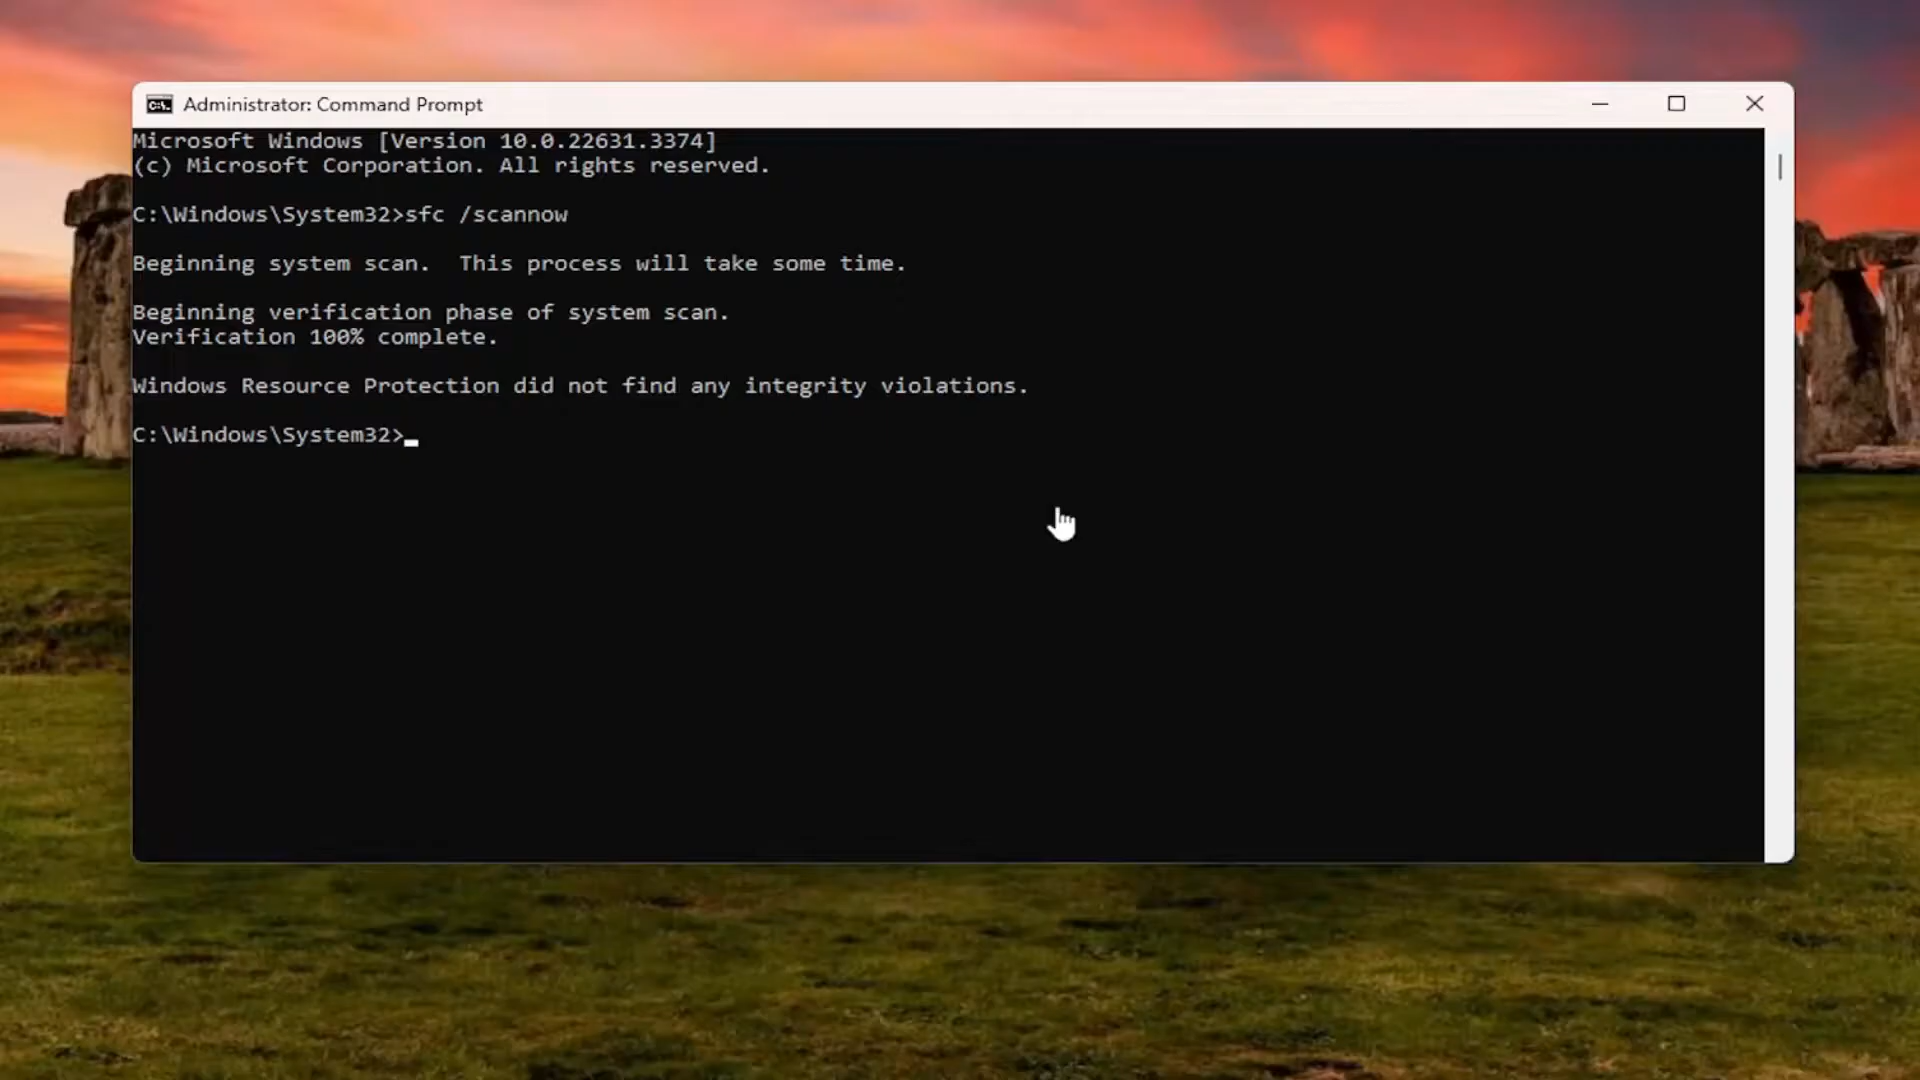 Administrator: Command Prompt
Microsoft Windows [Version 10.0.22631.3374]
(c) Microsoft Corporation. All rights reserved.
C:\Windows\System32>sfc /scannow
Beginning system scan.  This process will take some time.
Beginning verification phase of system scan.
Verification 100% complete.
Windows Resource Protection did not find any integrity violations.
C:\Windows\System32>